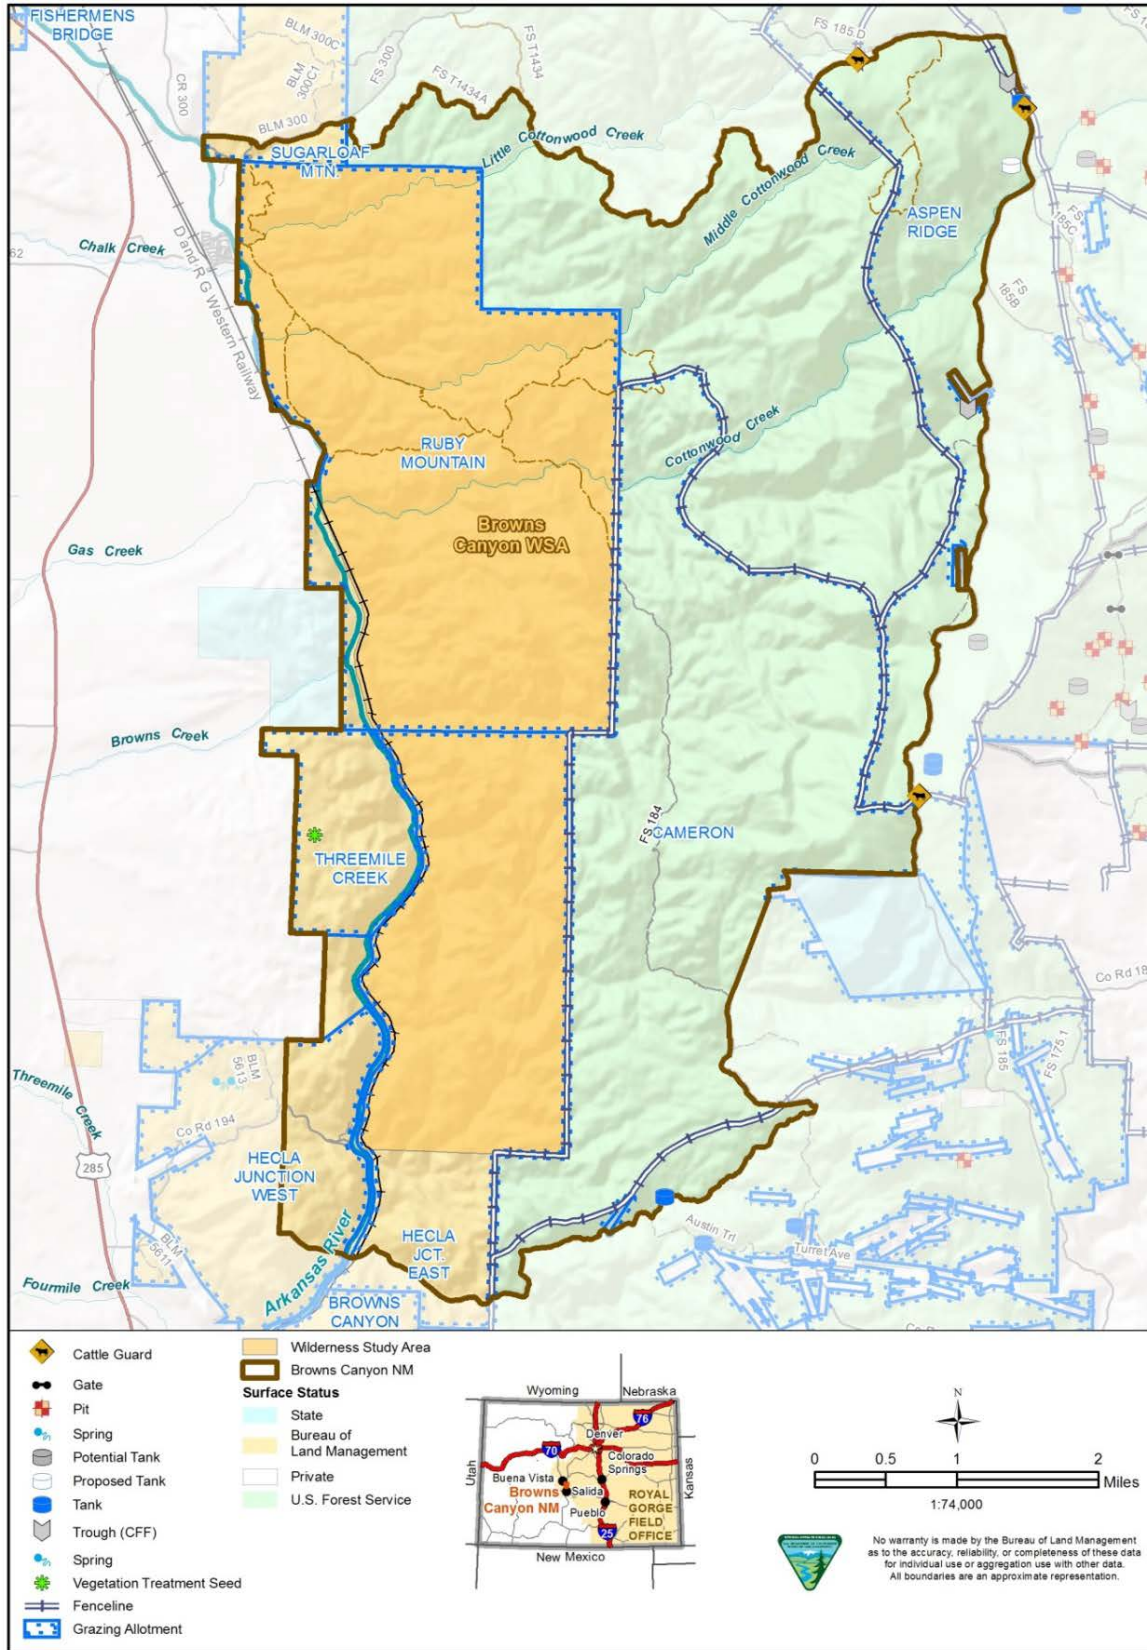 FISHERMENS
BRIDGE
CR 300
BLM 300C
BLM
300C1
FS 300
FS T1434A
FS T1434
FS 185.D
BLM 300
SUGARLOAF
MTN.
Little Cottonwood Creek
Middle Cottonwood Creek
ASPEN
RIDGE
185C
FS
185B
Chalk Creek
62
D and R G Western Railway
RUBY
MOUNTAIN
Cottonwood Creek
Browns
Canyon WSA
Gas Creek
Browns Creek
FS 184
CAMERON
THREEMILE
CREEK
Co Rd 18
FS 185
FS 175.1
BLM
5613
Threemile Creek
Co Rd 194
285
HECLA
JUNCTION
WEST
BLM
5611
Arkansas River
HECLA
JCT.
EAST
Austin Trl
Turret Ave
Fourmile Creek
BROWNS
CANYON
Cattle Guard
Gate
Pit
Spring
Potential Tank
Proposed Tank
Tank
Trough (CFF)
Spring
Vegetation Treatment Seed
Fenceline
Grazing Allotment
Wilderness Study Area
Browns Canyon NM
Surface Status
State
Bureau of
Land Management
Private
U.S. Forest Service
Wyoming
Nebraska
76
Denver
70
Utah
Colorado
Springs
Kansas
Buena Vista
Browns
Canyon NM
Salida
Pueblo
ROYAL
GORGE
FIELD
OFFICE
25
New Mexico
N
0 0.5 1 2
Miles
1:74,000
No warranty is made by the Bureau of Land Management
as to the accuracy, reliability, or completeness of these data
for individual use or aggregation use with other data.
All boundaries are an approximate representation.